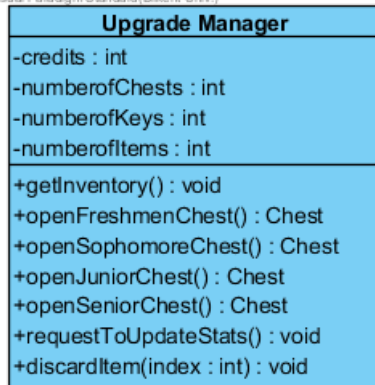 Upgrade Manager
-credits : int
-numberofChests : int
-numberofKeys : int
-numberofItems : int
+getInventory() : void
+openFreshmenChest() : Chest
+openSophomoreChest() : Chest
+openJuniorChest() : Chest
+openSeniorChest() : Chest
+requestToUpdateStats() : void
+discardItem(index : int) : void